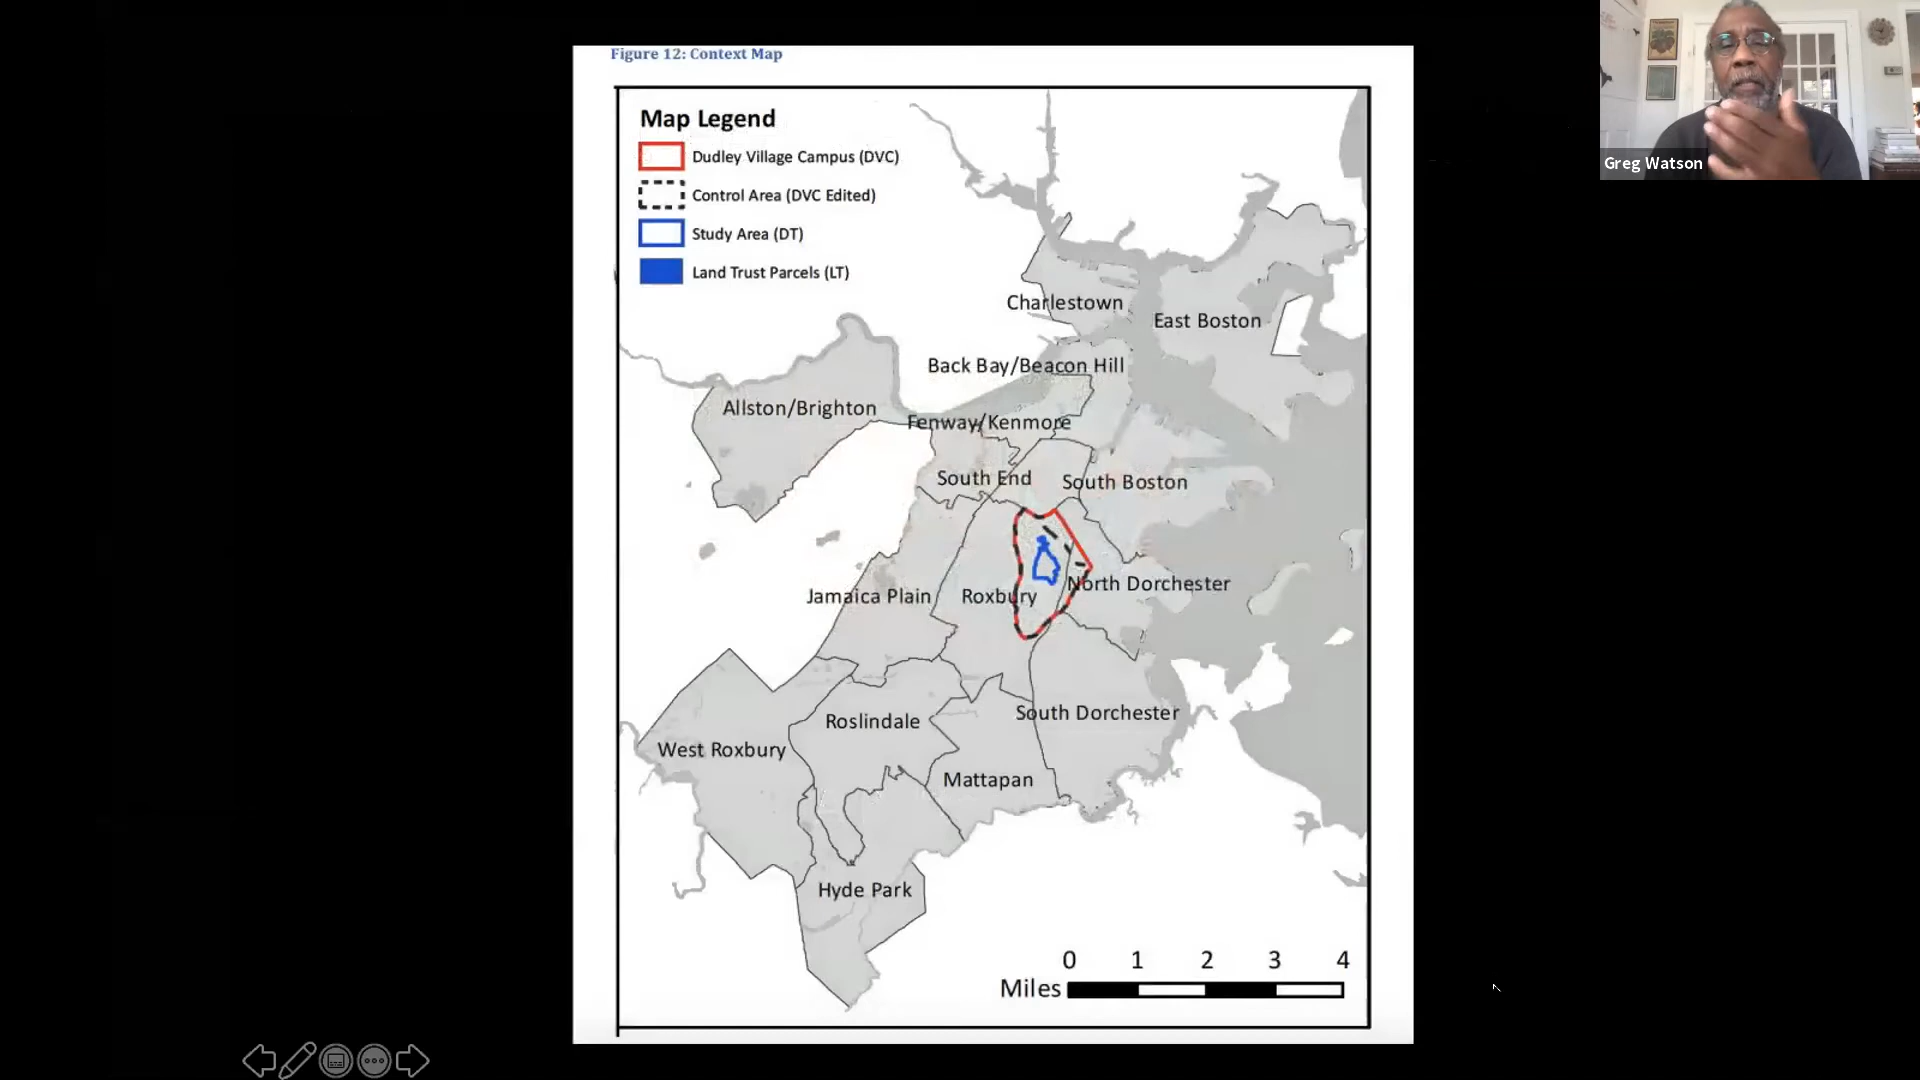 Figure 12: Context Map
Map Legend
Dudley Village Campus (DVC)
Control Area (DVC Edited)
Study Area (DT)
Land Trust Parcels (LT)
Greg Watson
Charlestown
East Boston
Back Bay/Beacon Hill
Allston/Brighton
Fenway/Kenmore
South End
South Boston
North Dorchester
Jamaica Plain
Roxbury
South Dorchester
Roslindale
West Roxbury
Mattapan
Hyde Park
0 1 2 3 4
Miles